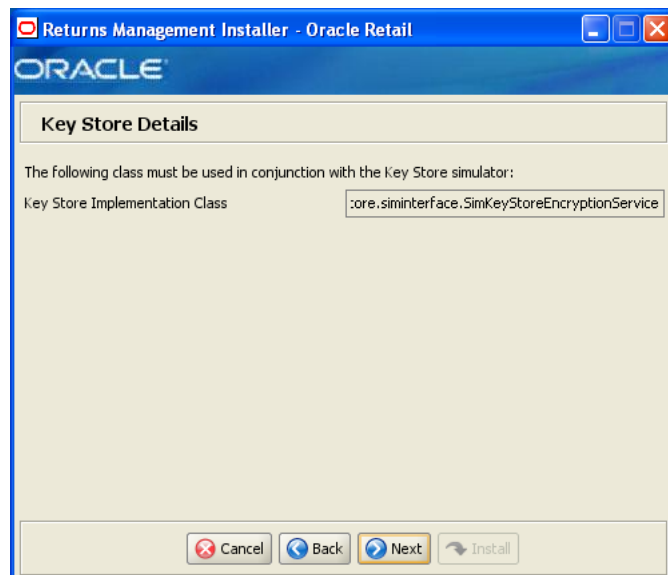 Returns Management Installer - Oracle Retail
ORACLE
Key Store Details
The following class must be used in conjunction with the Key Store simulator:
Key Store Implementation Class :ore.siminterface.SimKeyStoreEncryptionService
Cancel Back Next Install